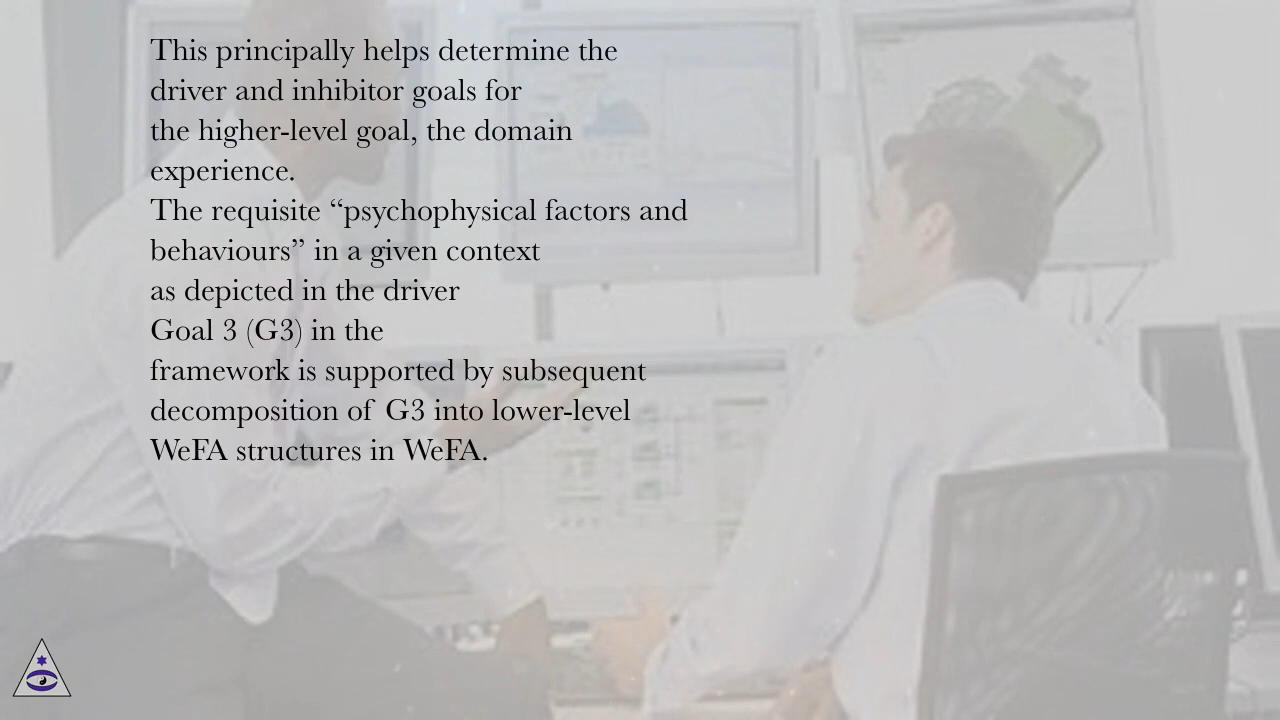 This principally helps determine the
driver and inhibitor goals for
the higher-level goal, the domain
experience.
The requisite “psychophysical factors and
behaviours” in a given context
as depicted in the driver
Goal 3 (G3) in the
framework is supported by subsequent
decomposition of G3 into lower-level
WeFA structures in WeFA.